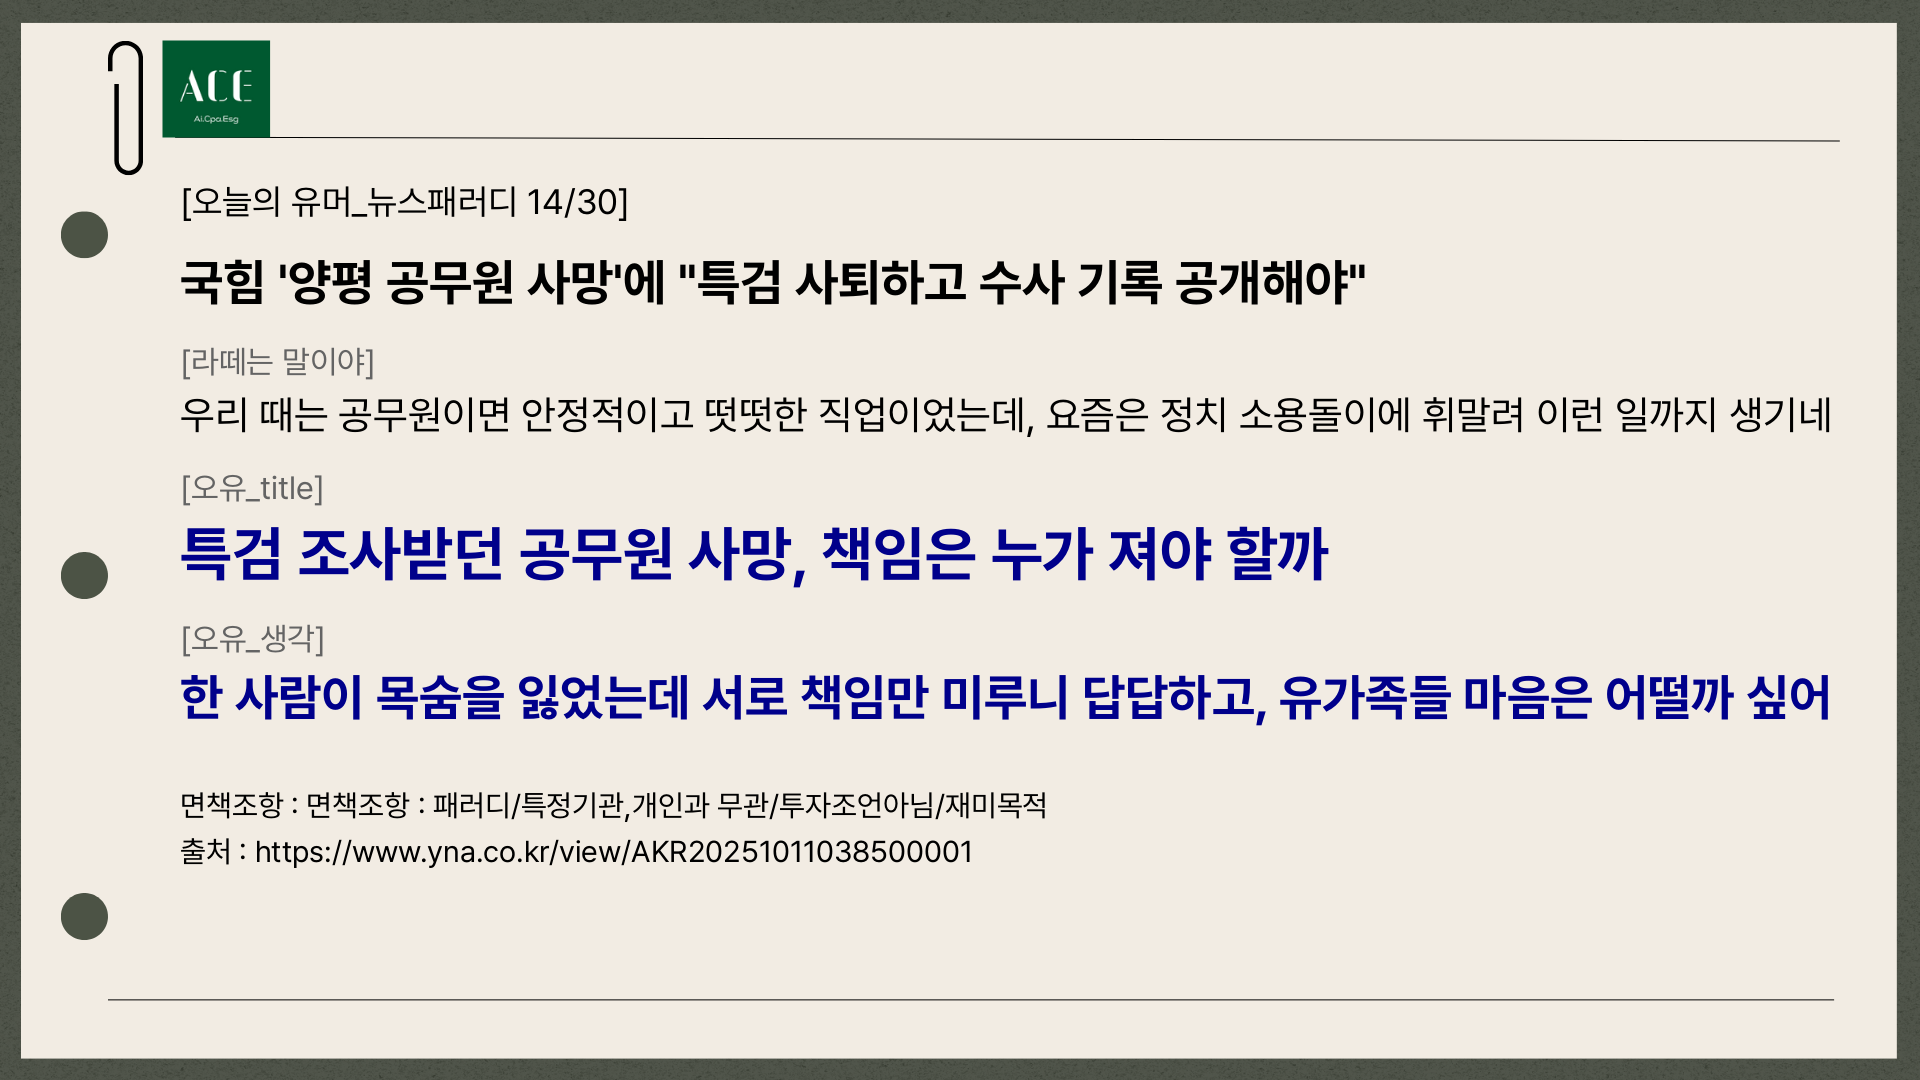 ACE
Ai.Cpa.Esg
[오늘의 유머_뉴스패러디 14/30]
국힘 '양평 공무원 사망'에 "특검 사퇴하고 수사 기록 공개해야"
[라떼는 말이야]
우리 때는 공무원이면 안정적이고 떳떳한 직업이었는데, 요즘은 정치 소용돌이에 휘말려 이런 일까지 생기네
[오유_title]
특검 조사받던 공무원 사망, 책임은 누가 져야 할까
[오유_생각]
한 사람이 목숨을 잃었는데 서로 책임만 미루니 답답하고, 유가족들 마음은 어떨까 싶어
면책조항 : 면책조항 : 패러디/특정기관,개인과 무관/투자조언아님/재미목적
출처 : https://www.yna.co.kr/view/AKR20251011038500001